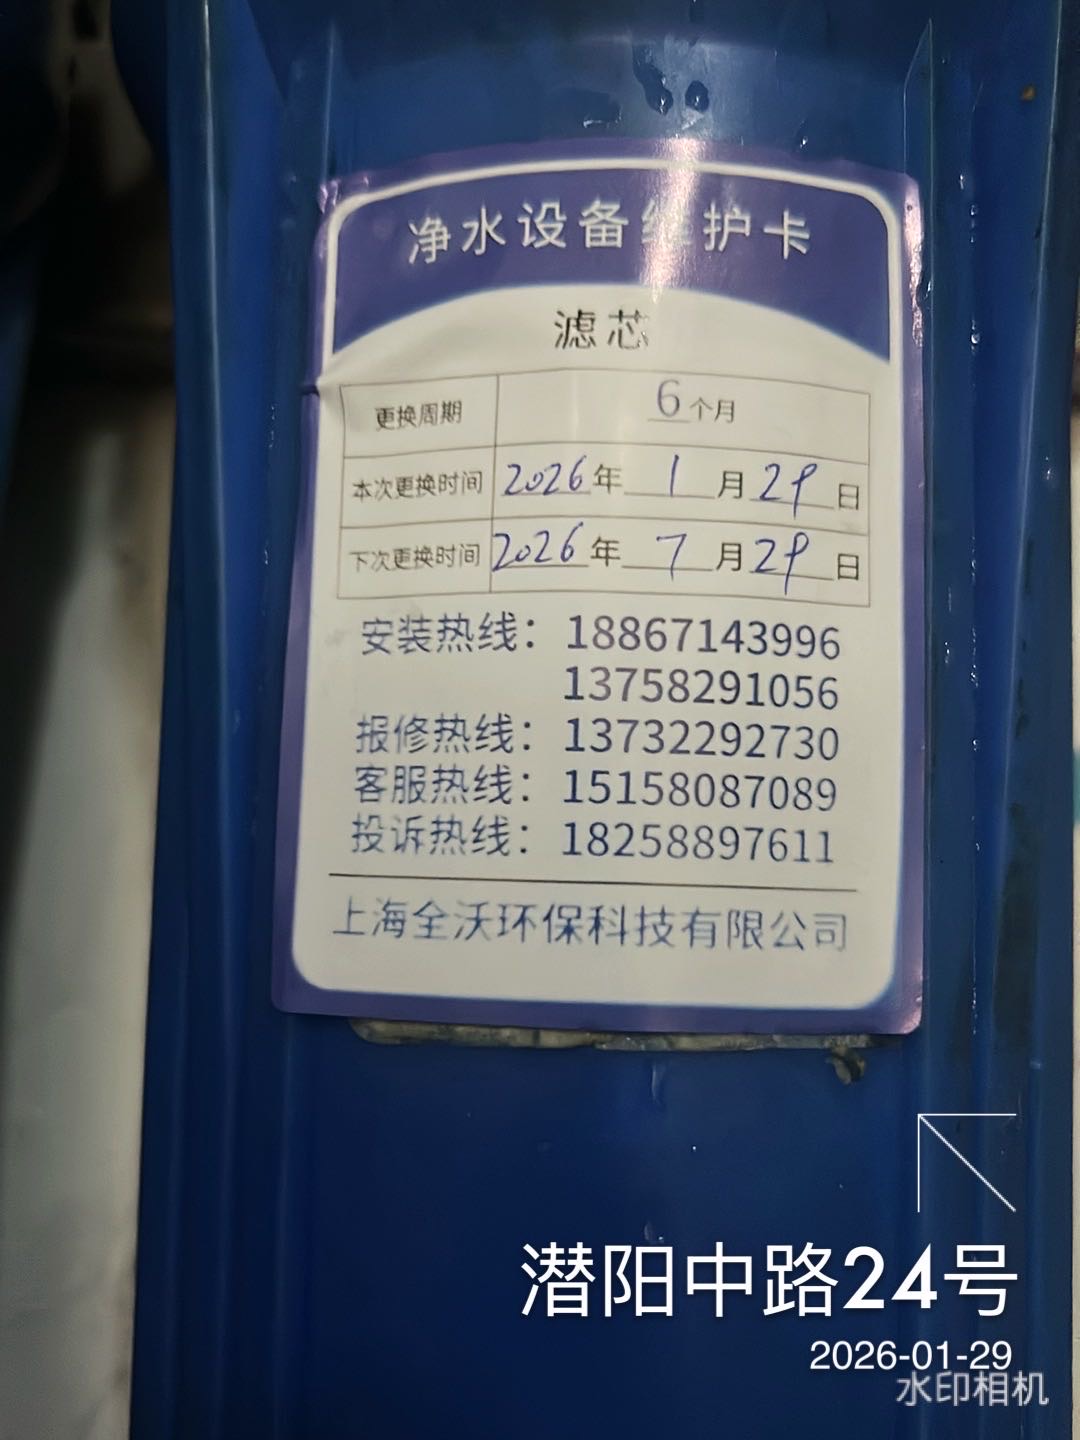 净水设备维护卡
滤芯
更换周期 6个月
本次更换时间 2026年1月29日
下次更换时间 2026年7月29日
安装热线：18867143996
13758291056
报修热线：13732292730
客服热线：15158087089
投诉热线：18258897611
上海全沃环保科技有限公司
潜阳中路24号
2026-01-29
水印相机